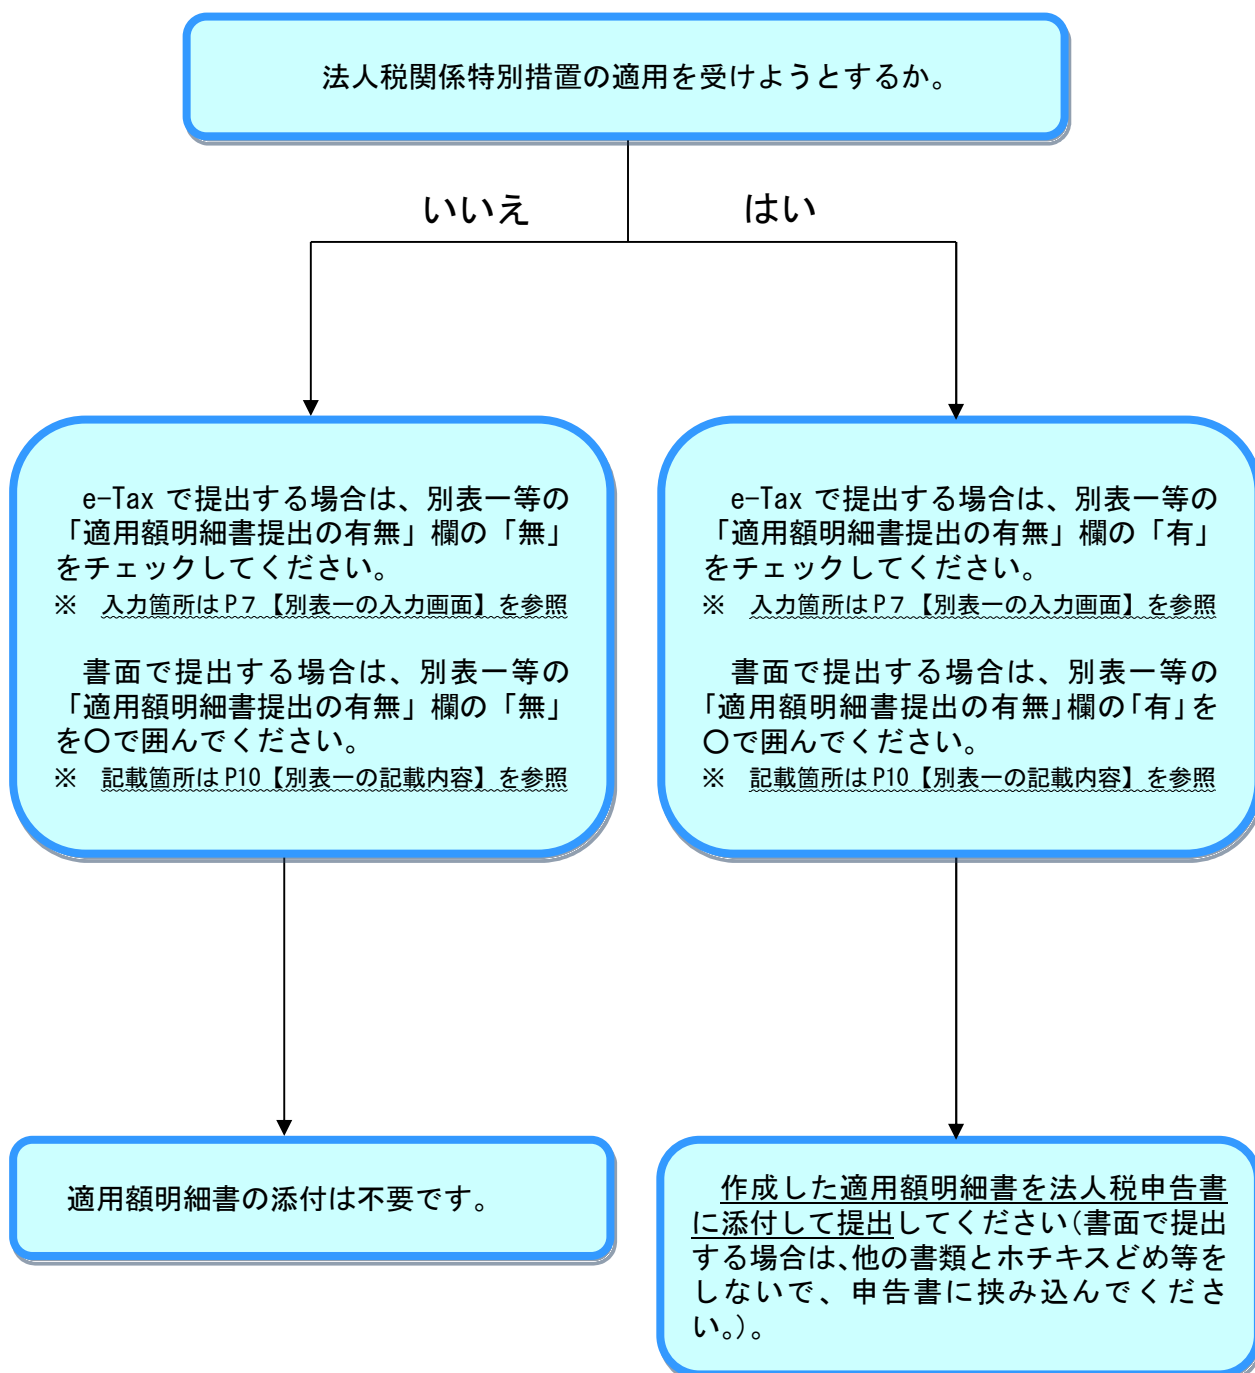 法人税関係特別措置の適用を受けようとするか。
いいえ
はい
e-Tax で提出する場合は、別表一等の
「適用額明細書提出の有無」欄の「無」
をチェックしてください。
※　入力箇所はP７【別表一の入力画面】を参照
書面で提出する場合は、別表一等の
「適用額明細書提出の有無」欄の「無」
を〇で囲んでください。
※　記載箇所はP10【別表一の記載内容】を参照
e-Tax で提出する場合は、別表一等の
「適用額明細書提出の有無」欄の「有」
をチェックしてください。
※　入力箇所はP７【別表一の入力画面】を参照
書面で提出する場合は、別表一等の
「適用額明細書提出の有無」欄の「有」を
〇で囲んでください。
※　記載箇所はP10【別表一の記載内容】を参照
適用額明細書の添付は不要です。
作成した適用額明細書を法人税申告書
に添付して提出してください（書面で提出
する場合は、他の書類とホチキスどめ等を
しないで、申告書に挟み込んでくださ
い。）。